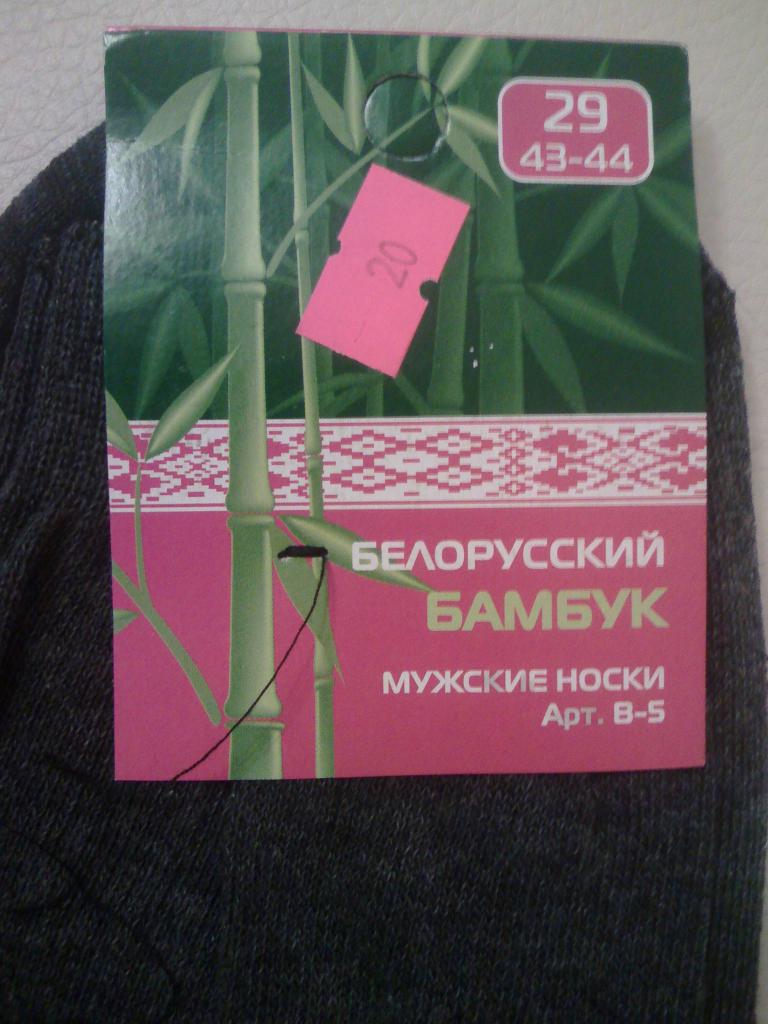 29
43-44
20
БЕЛОРУССКИЙ
БАМБУК
МУЖСКИЕ НОСКИ
Арт. В-5